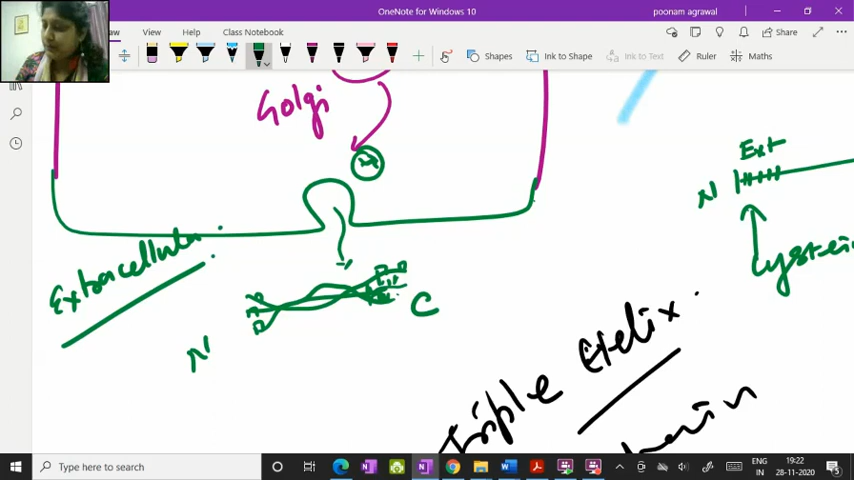 OneNote for Windows 10
poonam agrawal
aw
View
Help
Class Notebook
Share
Shapes
Ink to Shape
Ink to Text
Ruler
Maths
Golgi
Ext
N
Extracellular
N
C
Triple Helix
Type here to search
ENG
IN
19:22
28-11-2020